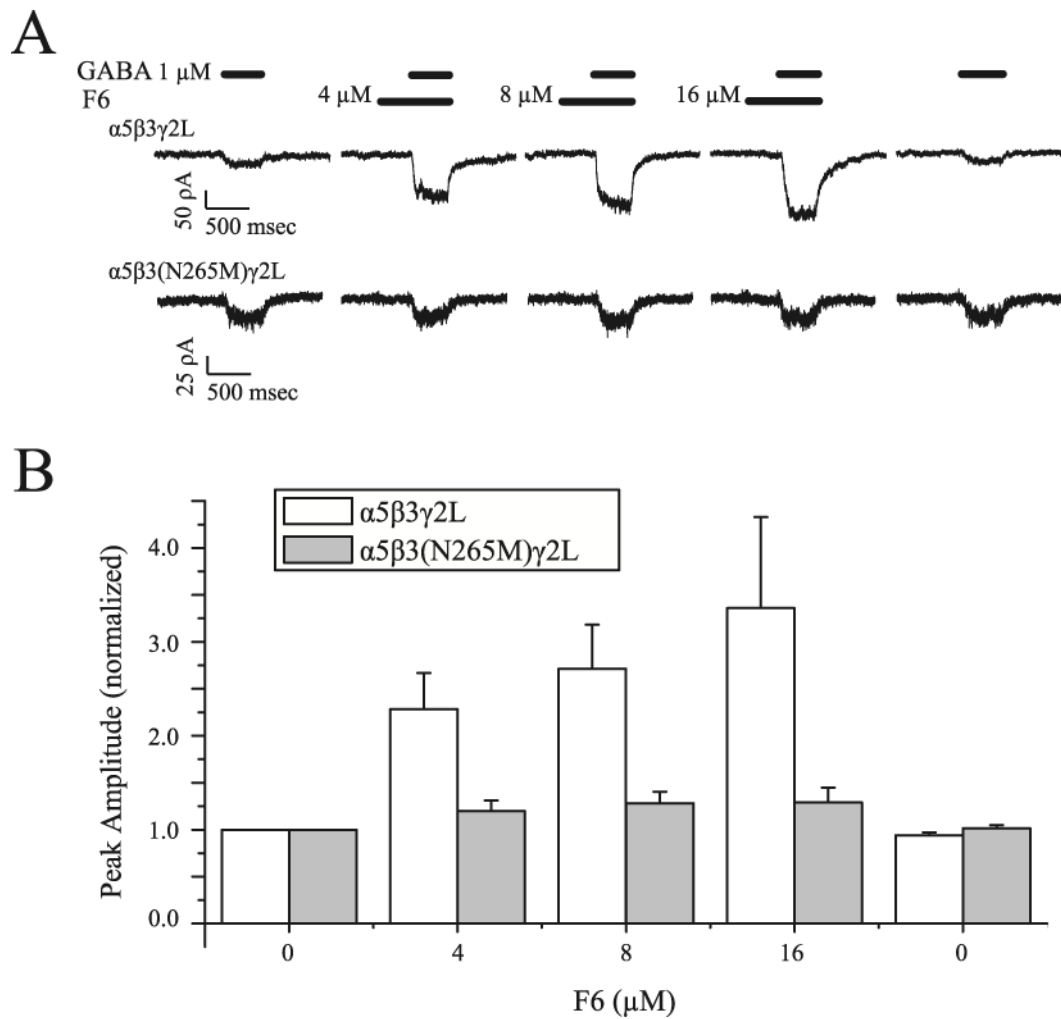 A
GABA 1 μM
F6 4 μM 8 μM 16 μM
α5β3γ2L
50 ρA
500 msec
α5β3(N265M)γ2L
25 ρA
500 msec
B
α5β3γ2L
α5β3(N265M)γ2L
Peak Amplitude (normalized)
4.0
3.0
2.0
1.0
0.0
0 4 8 16 0
F6 (μM)